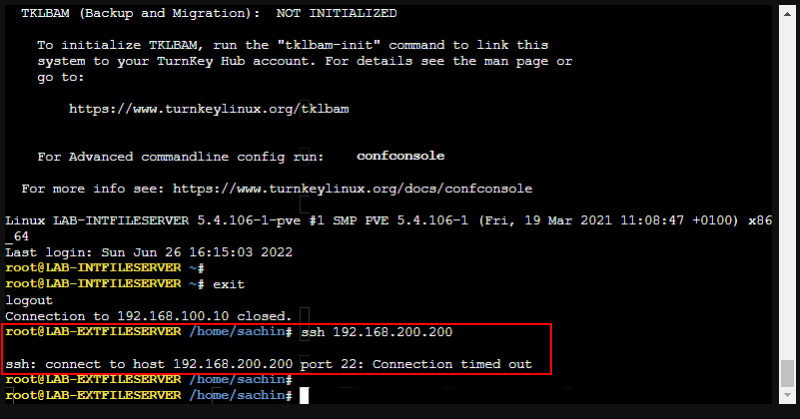 TKLBAM (Backup and Migration):  NOT INITIALIZED
To initialize TKLBAM, run the "tklbam-init" command to link this
system to your TurnKey Hub account. For details see the man page or
go to:
https://www.turnkeylinux.org/tklbam
For Advanced commandline config run:    confconsole
For more info see: https://www.turnkeylinux.org/docs/confconsole
Linux LAB-INTFILESERVER 5.4.106-1-pve #1 SMP PVE 5.4.106-1 (Fri, 19 Mar 2021 11:08:47 +0100) x86
_64
Last login: Sun Jun 26 16:15:03 2022
root@LAB-INTFILESERVER ~#
root@LAB-INTFILESERVER ~# exit
logout
Connection to 192.168.100.10 closed.
root@LAB-EXTFILESERVER /home/sachin# ssh 192.168.200.200
ssh: connect to host 192.168.200.200 port 22: Connection timed out
root@LAB-EXTFILESERVER /home/sachin#
root@LAB-EXTFILESERVER /home/sachin#